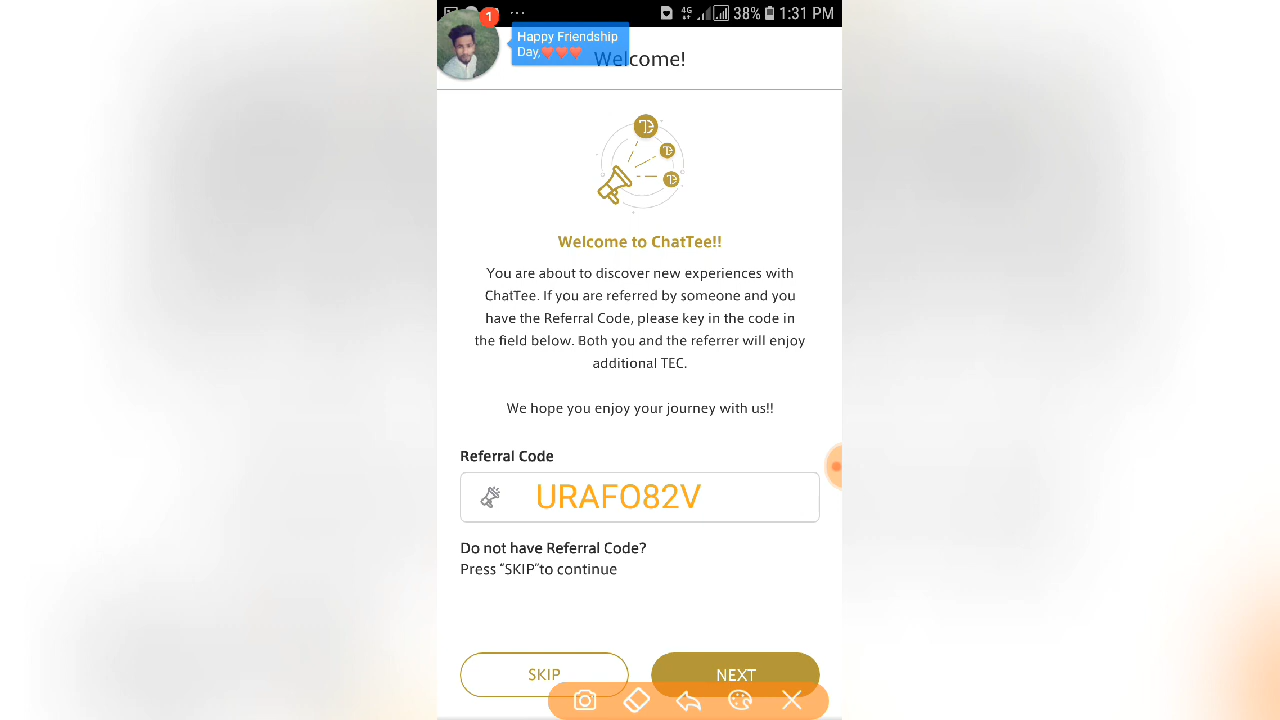 4G 38% 1:31 PM
1
Happy Friendship
Day,❤❤❤
Welcome!
Welcome to ChatTee!!
You are about to discover new experiences with
ChatTee. If you are referred by someone and you
have the Referral Code, please key in the code in
the field below. Both you and the referrer will enjoy
additional TEC.
We hope you enjoy your journey with us!!
Referral Code
URAFO82V
Do not have Referral Code?
Press “SKIP”to continue
SKIP NEXT